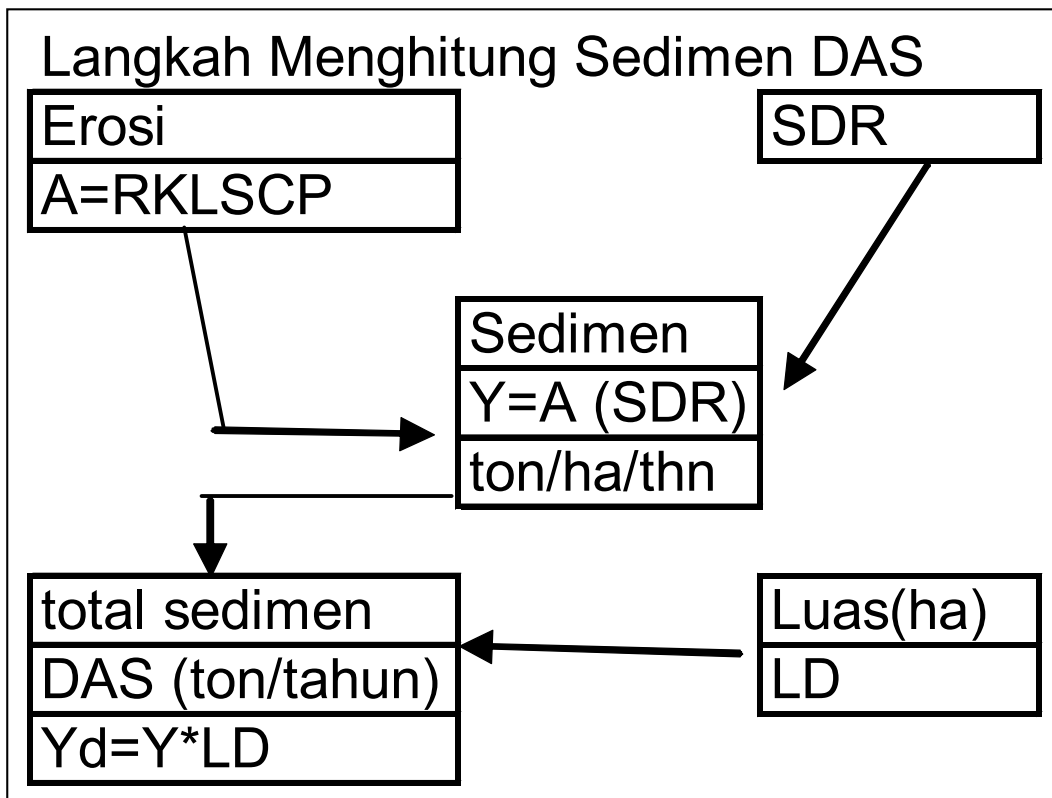 Langkah Menghitung Sedimen DAS
Erosi
A=RKLSCP
SDR
Sedimen
Y=A (SDR)
ton/ha/thn
total sedimen
DAS (ton/tahun)
Yd=Y*LD
Luas(ha)
LD